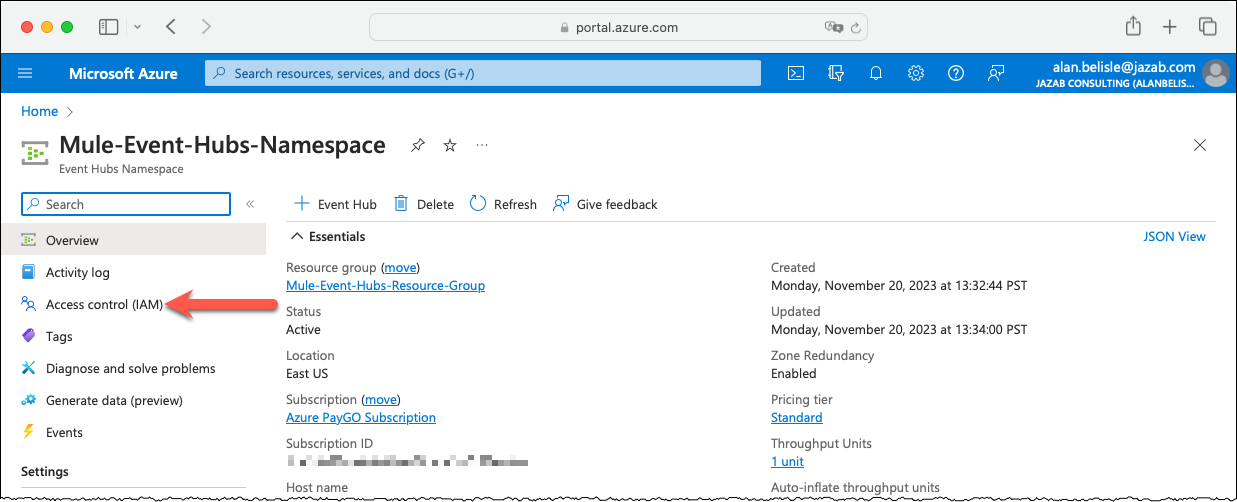 portal.azure.com
Microsoft Azure
Search resources, services, and docs (G+/)
alan.belisle@jazab.com
JAZAB CONSULTING (ALANBELIS...
Home
Mule-Event-Hubs-Namespace
Event Hubs Namespace
Search
Event Hub
Delete
Refresh
Give feedback
Overview
Activity log
Access control (IAM)
Tags
Diagnose and solve problems
Generate data (preview)
Events
Settings
Essentials
JSON View
Resource group (move)
Mule-Event-Hubs-Resource-Group
Status
Active
Location
East US
Subscription (move)
Azure PayGO Subscription
Subscription ID
Host name
Created
Monday, November 20, 2023 at 13:32:44 PST
Updated
Monday, November 20, 2023 at 13:34:00 PST
Zone Redundancy
Enabled
Pricing tier
Standard
Throughput Units
1 unit
Auto-inflate throughput units